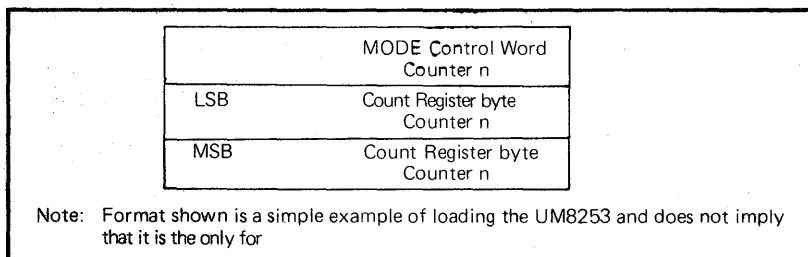 MODE Control Word
Counter n
LSB Count Register byte
Counter n
MSB Count Register byte
Counter n
Note: Format shown is a simple example of loading the UM8253 and does not imply
that it is the only for